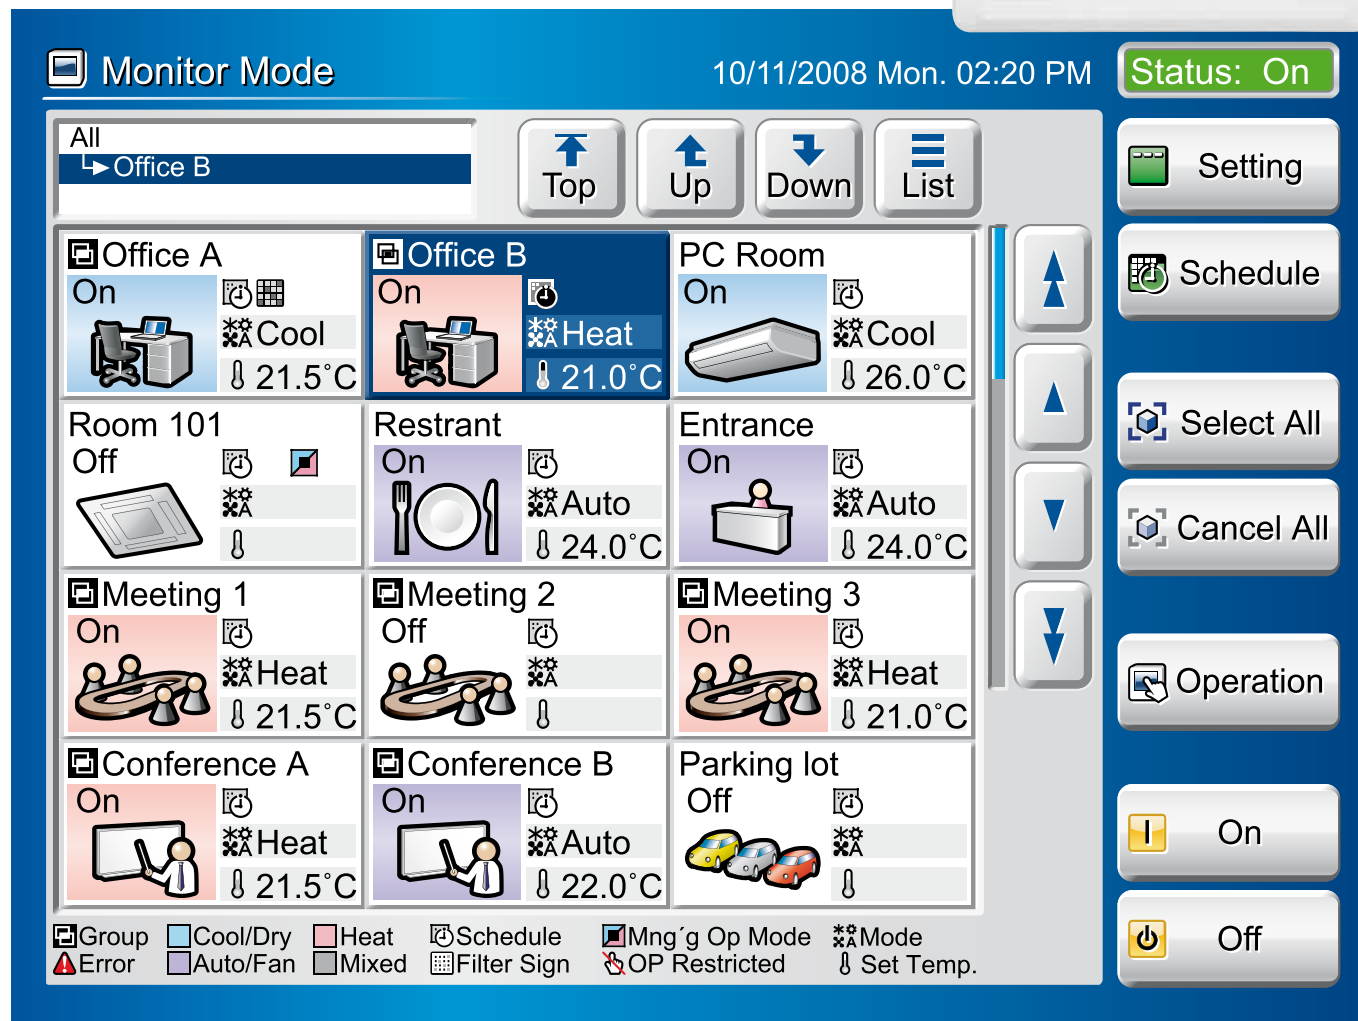 Monitor Mode
10/11/2008 Mon. 02:20 PM
Status: On
All
Office B
Top
Up
Down
List
Setting
Schedule
Select All
Cancel All
Operation
On
Off
Office A
On
Cool
21.5°C
Office B
On
Heat
21.0°C
PC Room
On
Cool
26.0°C
Room 101
Off
Restrant
On
Auto
24.0°C
Entrance
On
Auto
24.0°C
Meeting 1
On
Heat
21.5°C
Meeting 2
Off
Meeting 3
On
Heat
21.0°C
Conference A
On
Heat
21.5°C
Conference B
On
Auto
22.0°C
Parking lot
Off
Group Cool/Dry Heat Schedule Mng´g Op Mode Mode
Error Auto/Fan Mixed Filter Sign OP Restricted Set Temp.